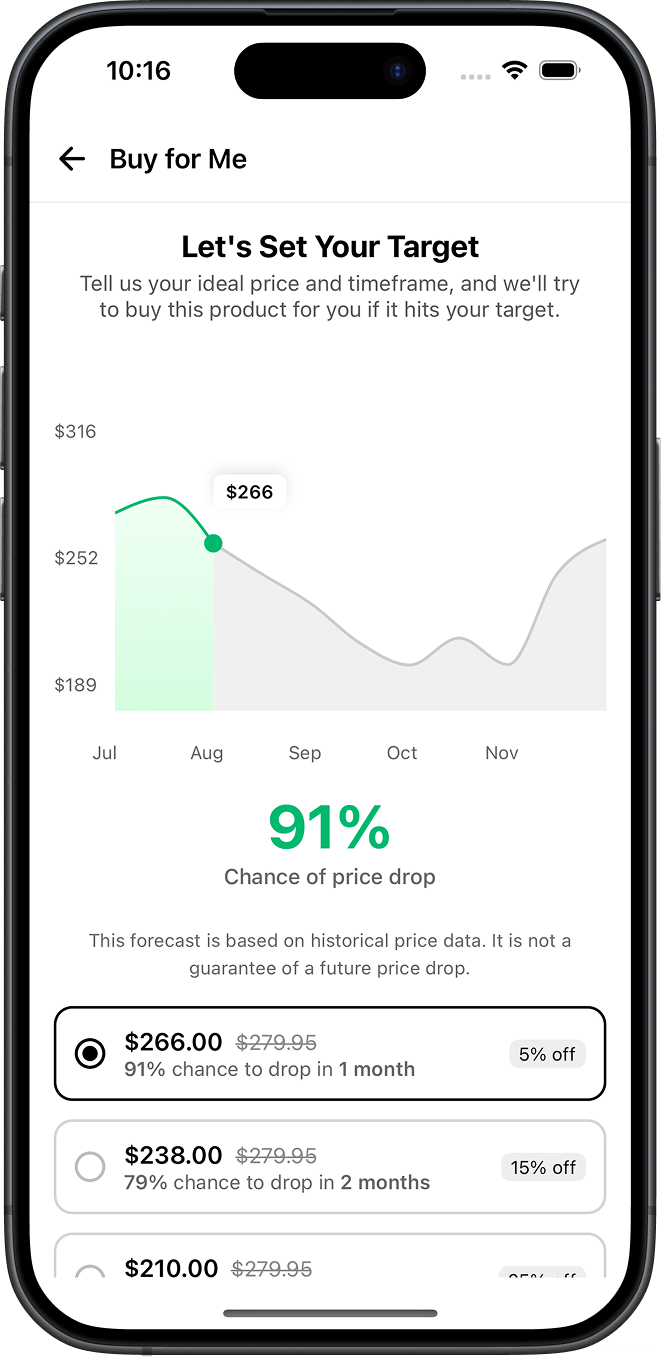 10:16
Buy for Me
Let's Set Your Target
Tell us your ideal price and timeframe, and we'll try
to buy this product for you if it hits your target.
$316
$266
$252
$189
Jul Aug Sep Oct Nov
91%
Chance of price drop
This forecast is based on historical price data. It is not a
guarantee of a future price drop.
$266.00 $279.95
91% chance to drop in 1 month
5% off
$238.00 $279.95
79% chance to drop in 2 months
15% off
$210.00 $279.95